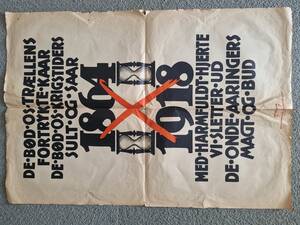 DE·BØD·OS·TRÆLLENS
FORTRYKTE·KAAR
DE·BØD·OS·KRIGSTIDERS
SULT·OG·SAAR
1864
1918
MED·HARMFULDT·HJERTE
VI·SLETTER·UD
DE·ONDE·AARINGERS
MAGT·OG·BUD